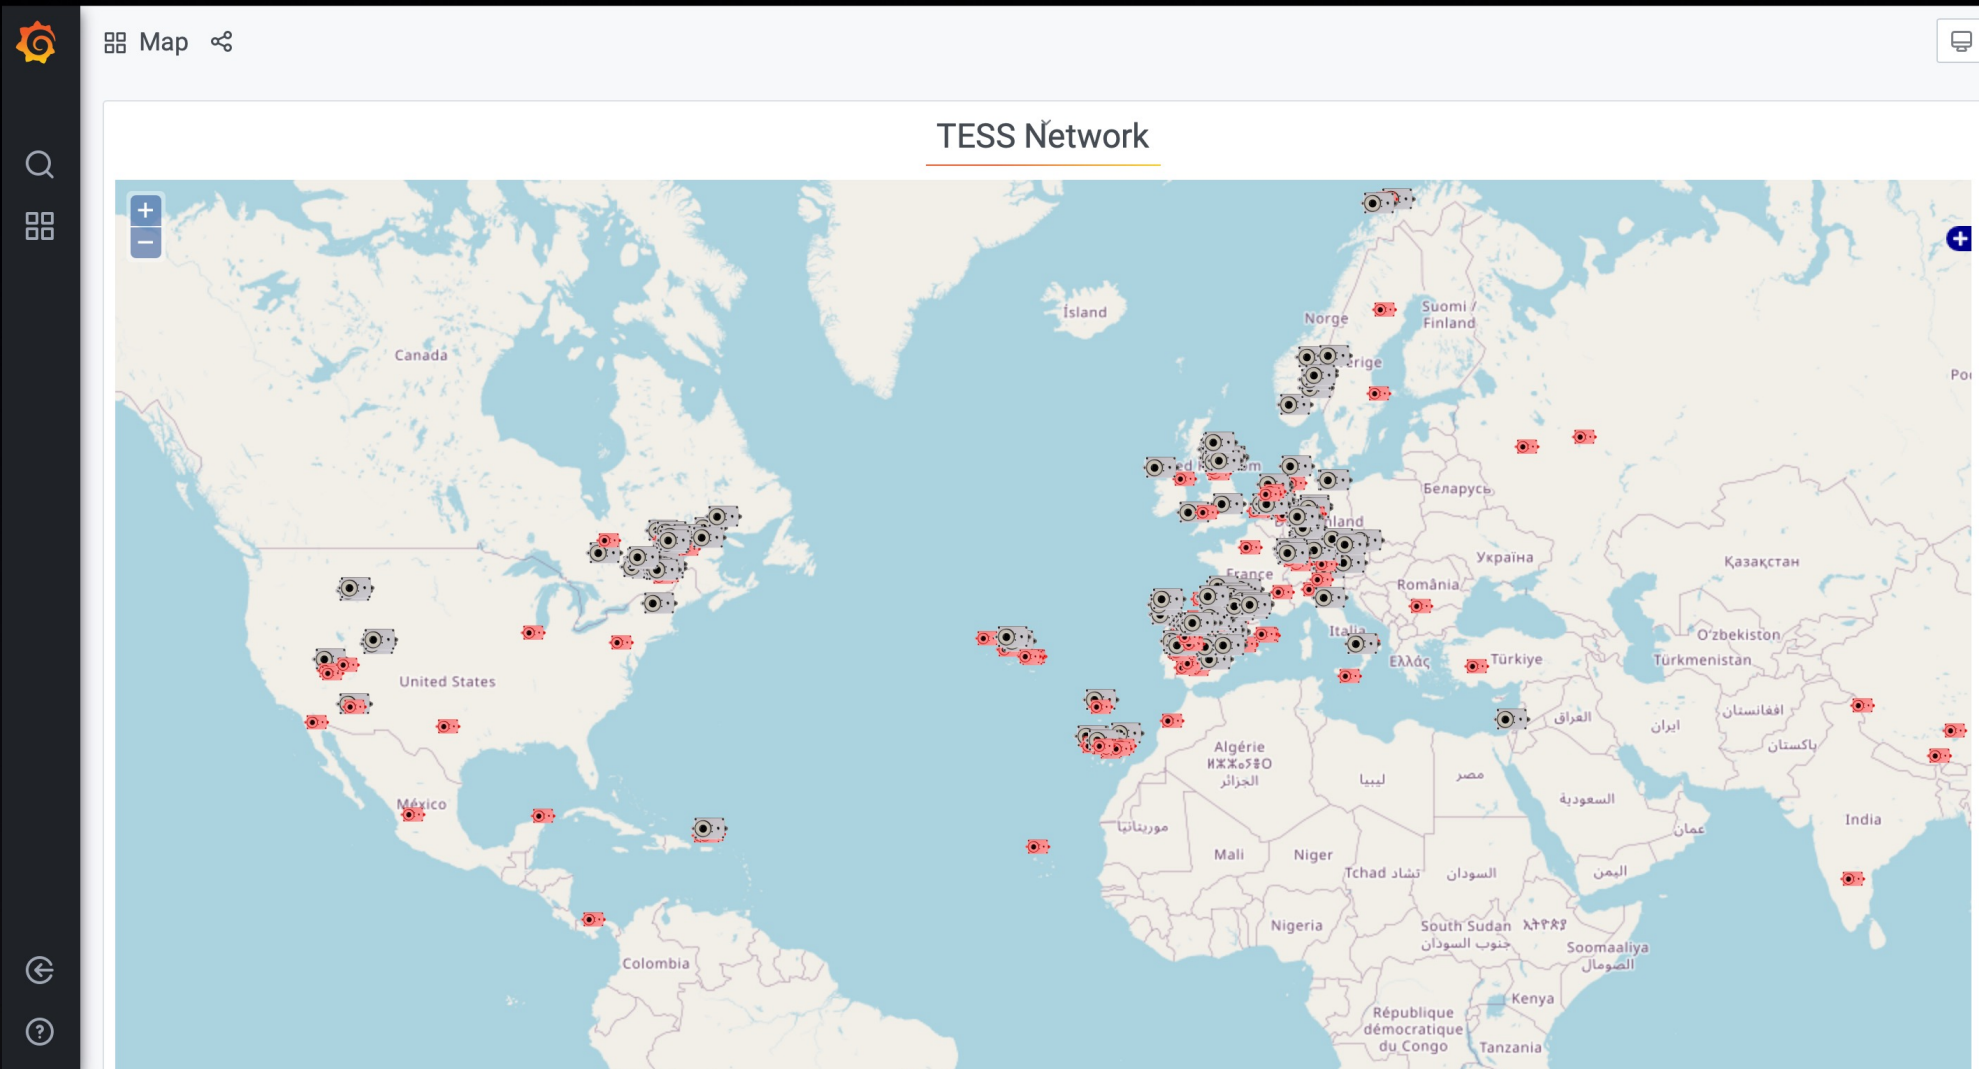 Map
TESS Network
+
−
+
Ísland
Norge
Suomi /
Finland
Canada
erige
Рос
Беларусь
Україна
Қазақстан
France
România
Italia
Ελλάς
Türkiye
O'zbekiston
Türkmenistan
United States
العراق
ایران
افغانستان
پاکستان
Algérie
ⵍⵣⵣⴰⵢⴻⵔ
الجزائر
ليبيا
مصر
السعودية
عمان
México
India
موريتانيا
Mali
Niger
Tchad تشاد
السودان
اليمن
Nigeria
South Sudan
جنوب السودان
Soomaaliya
الصومال
Colombia
Kenya
République
démocratique
du Congo
Tanzania
?